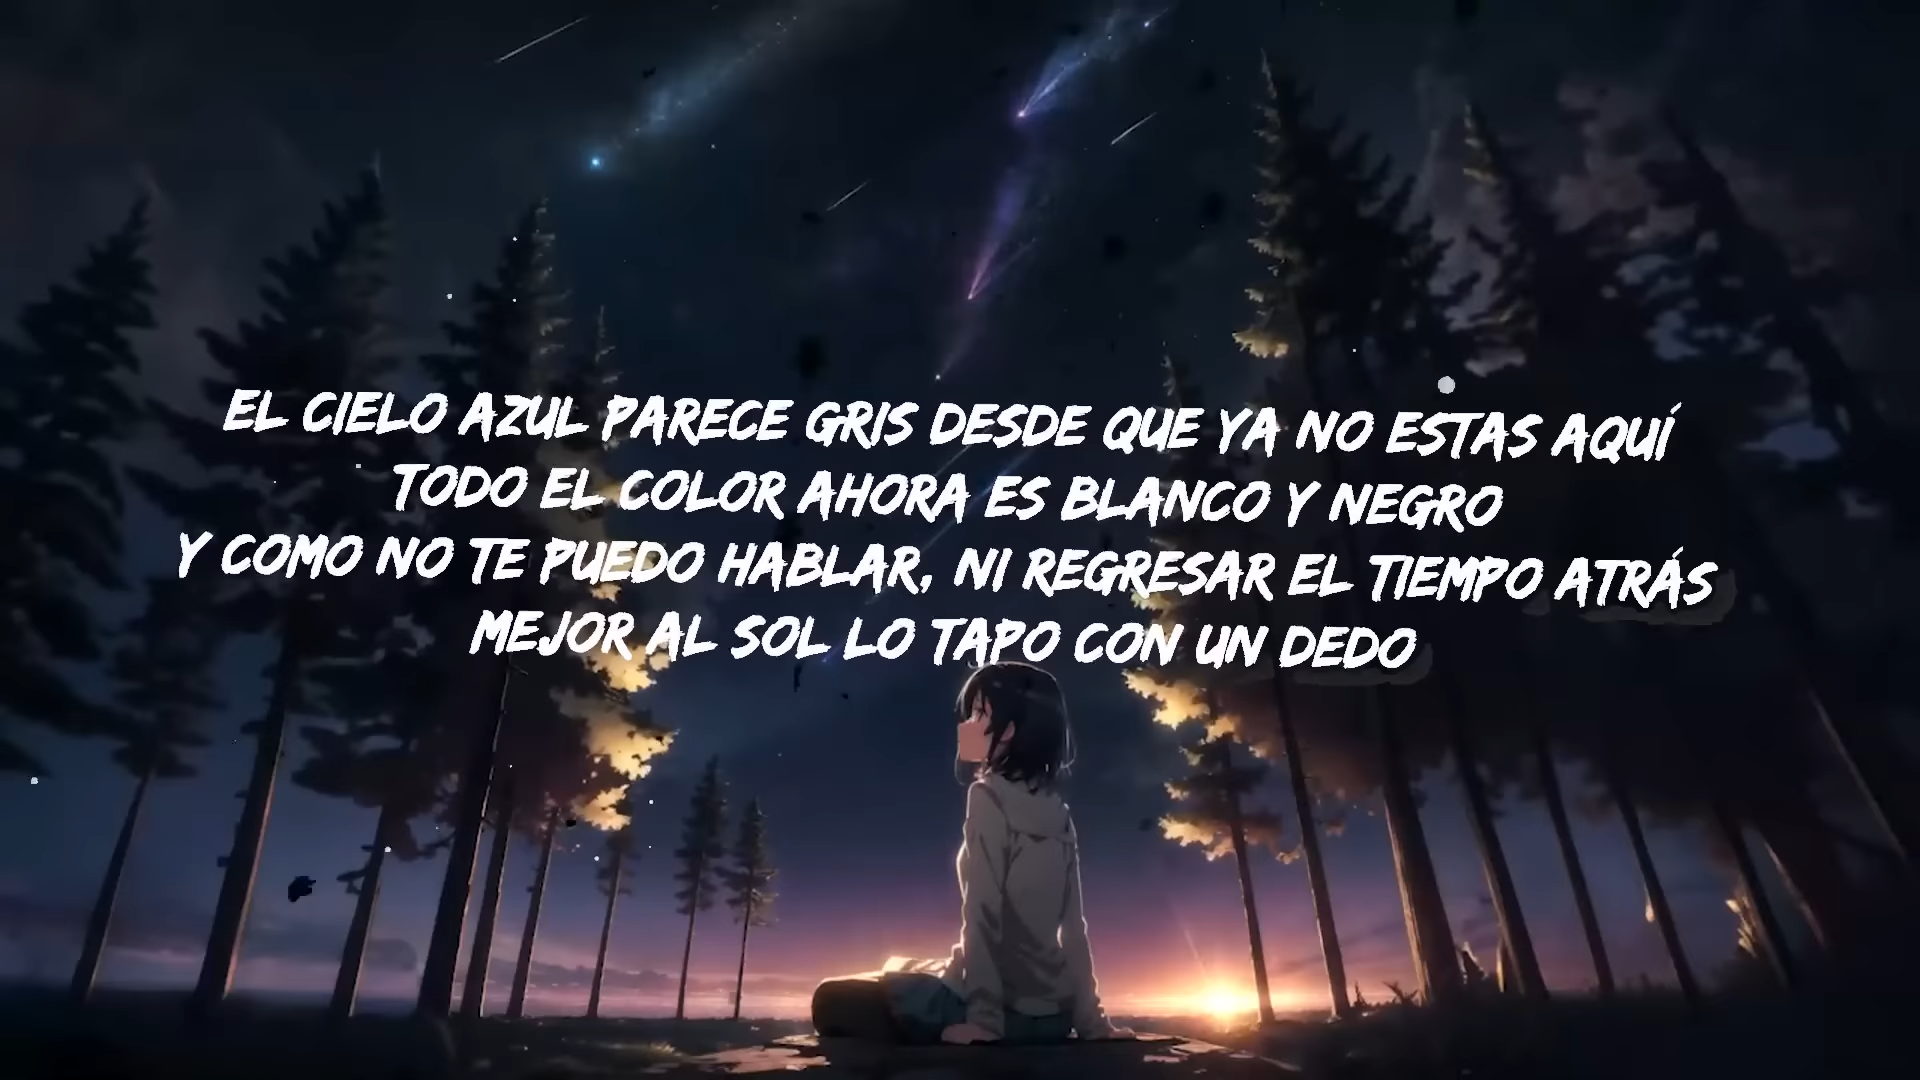 EL CIELO AZUL PARECE GRIS DESDE QUE YA NO ESTAS AQUÍ
TODO EL COLOR AHORA ES BLANCO Y NEGRO
Y COMO NO TE PUEDO HABLAR, NI REGRESAR EL TIEMPO ATRÁS
MEJOR AL SOL LO TAPO CON UN DEDO